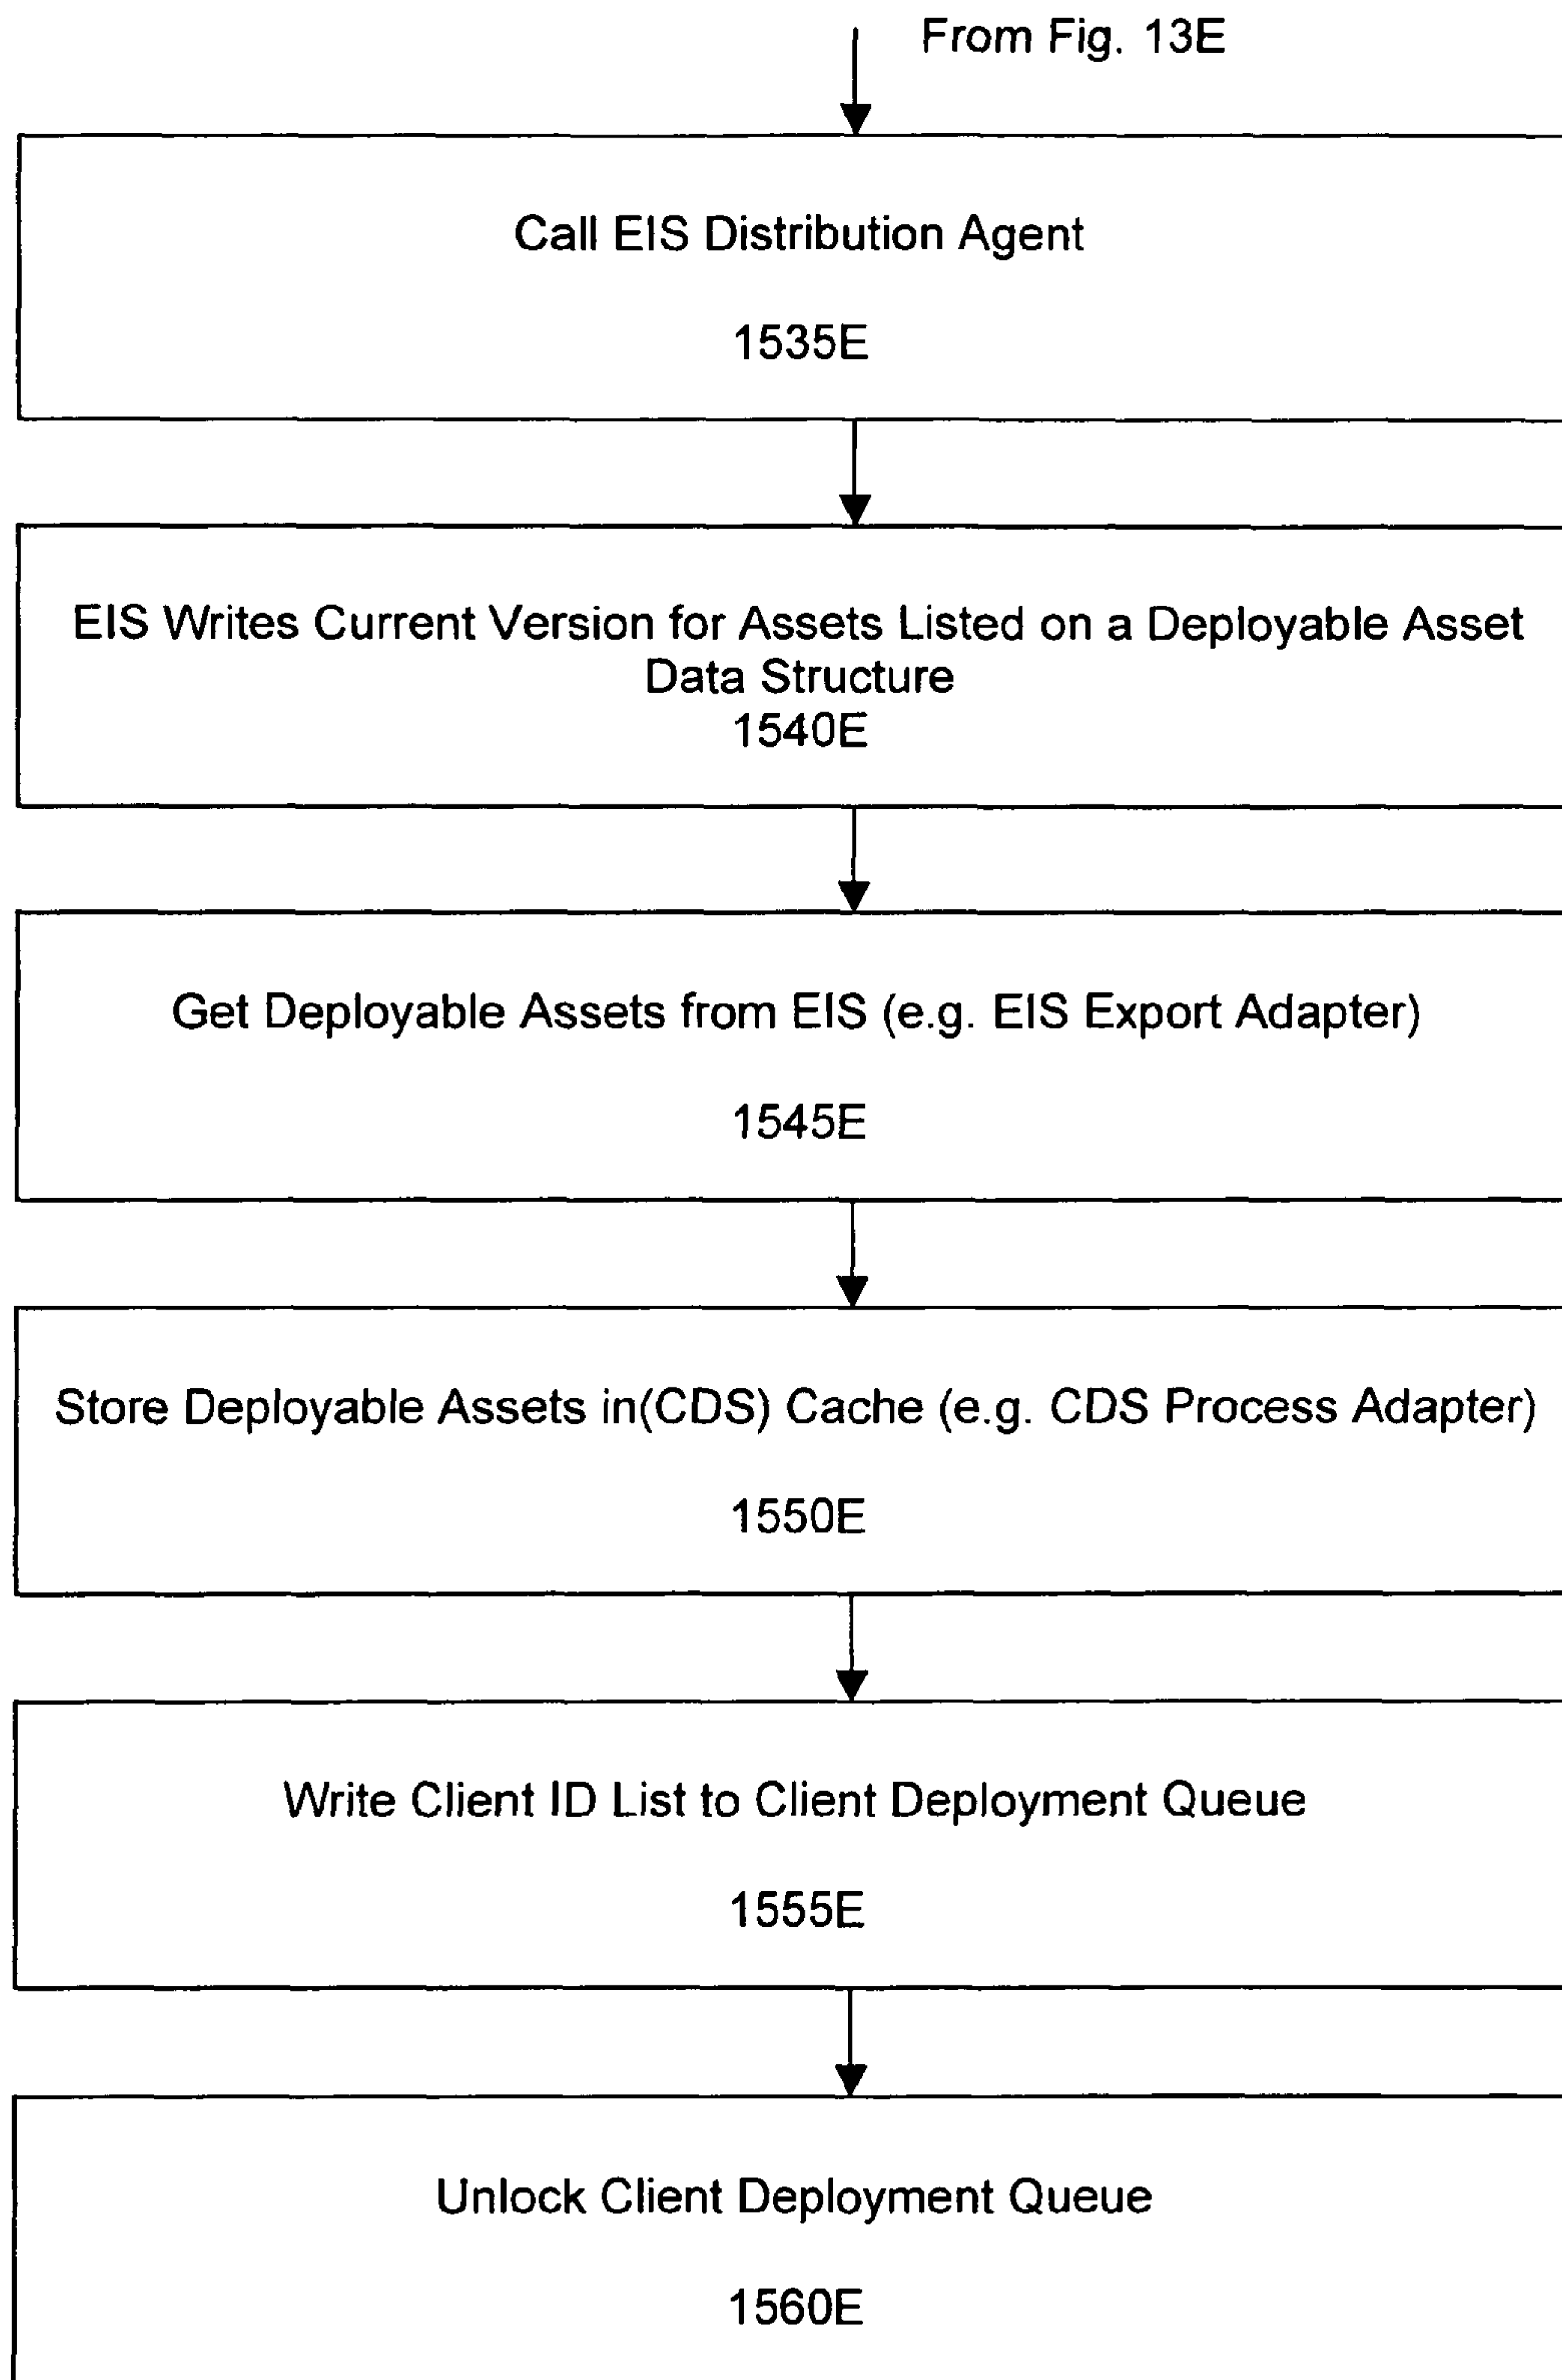 From Fig. 13E
Call EIS Distribution Agent
1535E
EIS Writes Current Version for Assets Listed on a Deployable Asset
Data Structure
1540E
Get Deployable Assets from EIS (e.g. EIS Export Adapter)
1545E
Store Deployable Assets in(CDS) Cache (e.g. CDS Process Adapter)
1550E
Write Client ID List to Client Deployment Queue
1555E
Unlock Client Deployment Queue
1560E